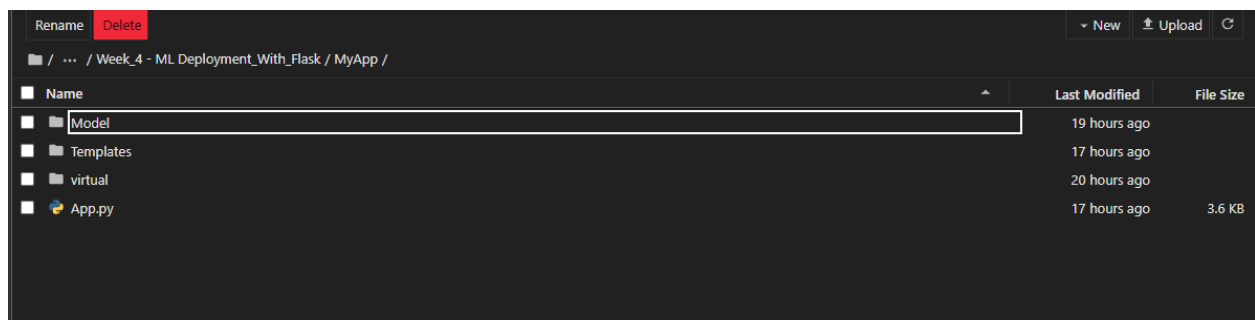 Rename Delete New Upload
/ ... / Week_4 - ML Deployment_With_Flask / MyApp /
Name Last Modified File Size
Model 19 hours ago
Templates 17 hours ago
virtual 20 hours ago
App.py 17 hours ago 3.6 KB